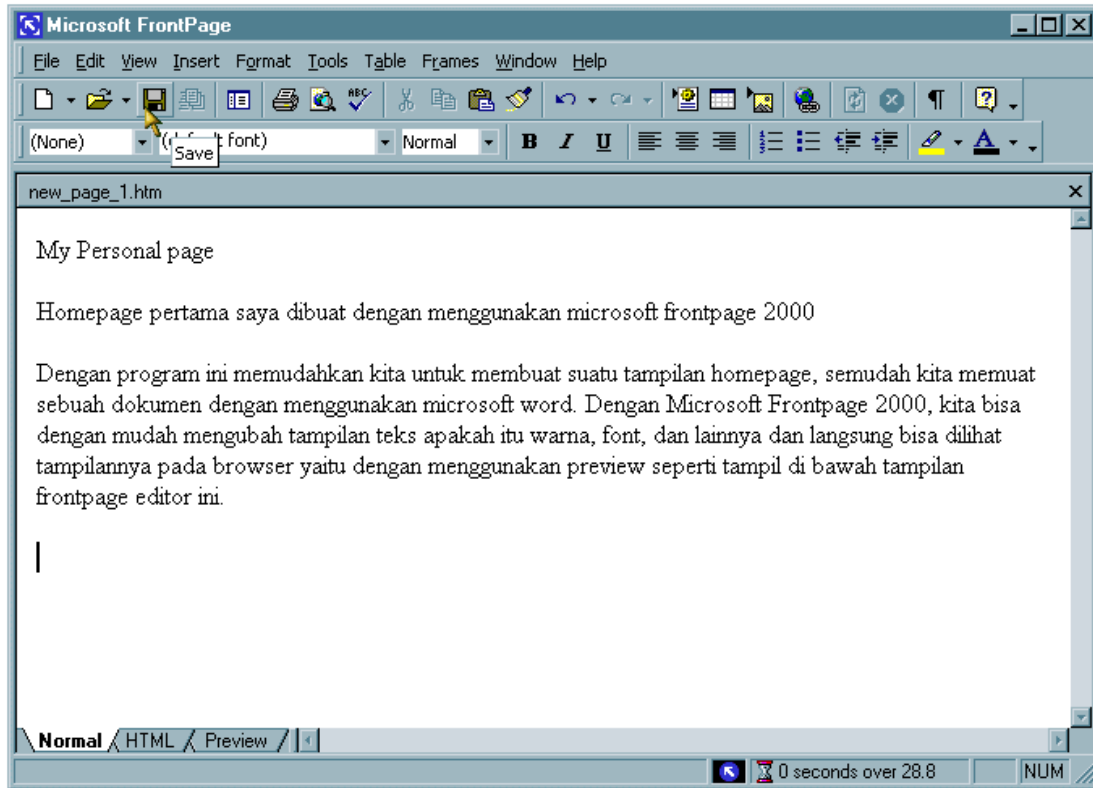 Microsoft FrontPage
File Edit View Insert Format Tools Table Frames Window Help
ABC
(None) Normal B I U A
Save
new_page_1.htm
My Personal page
Homepage pertama saya dibuat dengan menggunakan microsoft frontpage 2000
Dengan program ini memudahkan kita untuk membuat suatu tampilan homepage, semudah kita memuat
sebuah dokumen dengan menggunakan microsoft word. Dengan Microsoft Frontpage 2000, kita bisa
dengan mudah mengubah tampilan teks apakah itu warna, font, dan lainnya dan langsung bisa dilihat
tampilannya pada browser yaitu dengan menggunakan preview seperti tampil di bawah tampilan
frontpage editor ini.
Normal HTML Preview
0 seconds over 28.8 NUM